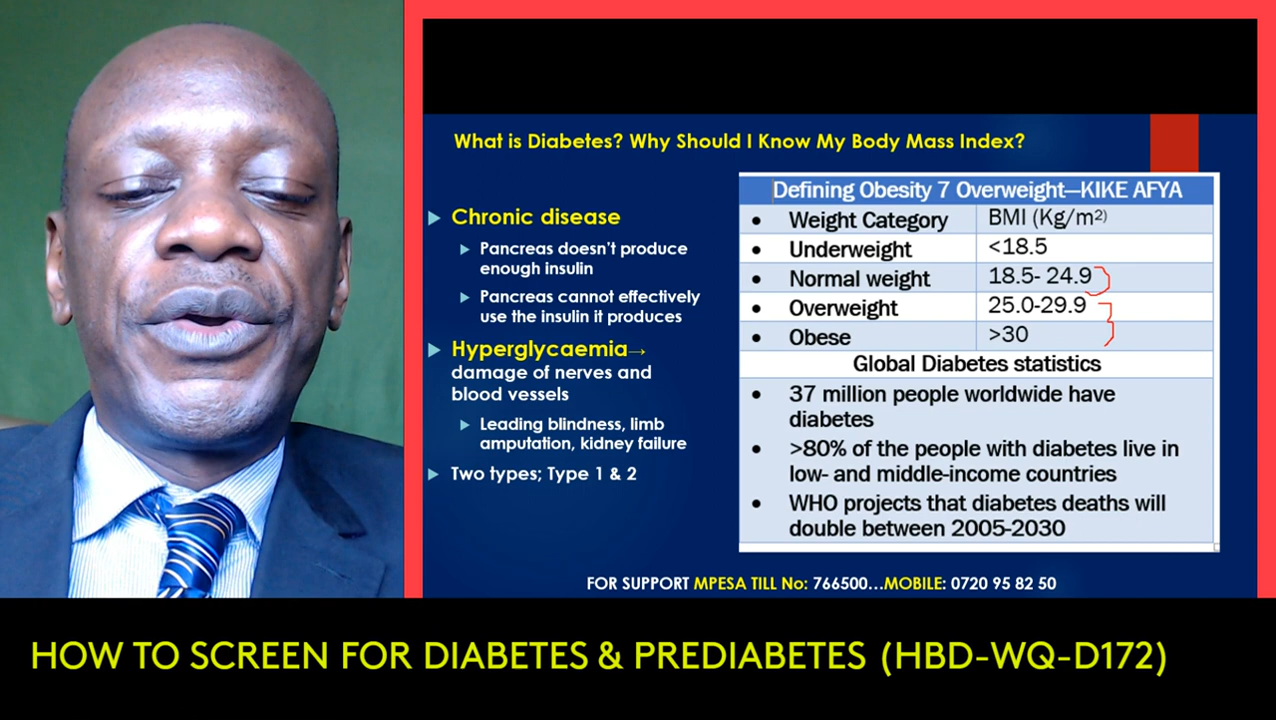 What is Diabetes? Why Should I Know My Body Mass Index?
Chronic disease
Pancreas doesn't produce
enough insulin
Pancreas cannot effectively
use the insulin it produces
Hyperglycaemia→
damage of nerves and
blood vessels
Leading blindness, limb
amputation, kidney failure
Two types; Type 1 & 2
Defining Obesity 7 Overweight—KIKE AFYA
• Weight Category BMI (Kg/m²)
• Underweight <18.5
• Normal weight 18.5- 24.9
• Overweight 25.0-29.9
• Obese >30
Global Diabetes statistics
• 37 million people worldwide have
diabetes
• >80% of the people with diabetes live in
low- and middle-income countries
• WHO projects that diabetes deaths will
double between 2005-2030
FOR SUPPORT MPESA TILL No: 766500...MOBILE: 0720 95 82 50
HOW TO SCREEN FOR DIABETES & PREDIABETES (HBD-WQ-D172)